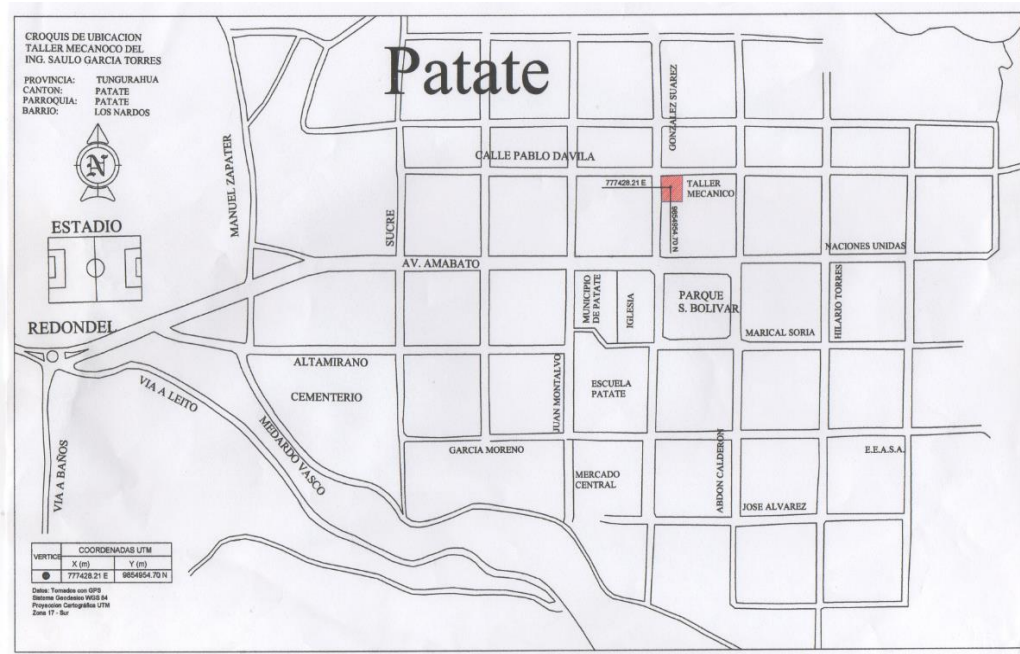 CROQUIS DE UBICACION
TALLER MECANOCO DEL
ING. SAULO GARCIA TORRES
PROVINCIA: TUNGURAHUA
CANTON: PATATE
PARROQUIA: PATATE
BARRIO: LOS NARDOS
N
Patate
GONZALEZ SUAREZ
MANUEL ZAPATER
CALLE PABLO DAVILA
777428.21 E
TALLER
MECANICO
9854954.70 N
ESTADIO
SUCRE
NACIONES UNIDAS
AV. AMABATO
MUNICIPIO
DE PATATE
IGLESIA
PARQUE
S. BOLIVAR
HILARIO TORRES
REDONDEL
MARICAL SORIA
ALTAMIRANO
VIA A LEITO
CEMENTERIO
JUAN MONTALVO
ESCUELA
PATATE
MEDARDO VASCO
VIA A BAÑOS
GARCIA MORENO
ABDON CALDERON
E.E.A.S.A.
MERCADO
CENTRAL
JOSE ALVAREZ
VERTICE COORDENADAS UTM
X (m) Y (m)
777428.21 E 9854954.70 N
Datos: Tomados con GPS
Sistema Geodesico WGS 84
Proyeccion Cartográfica UTM
Zona 17 - Sur